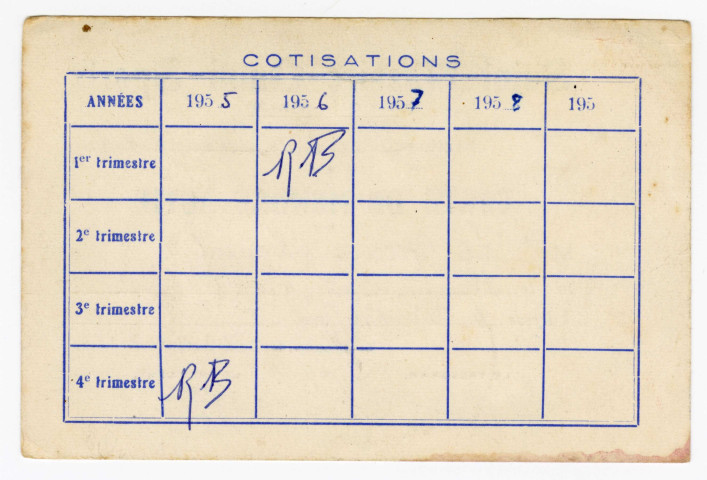 COTISATIONS
ANNÉES 1955 1956 1957 1958 195
1er trimestre RB
2e trimestre
3e trimestre
4e trimestre RB